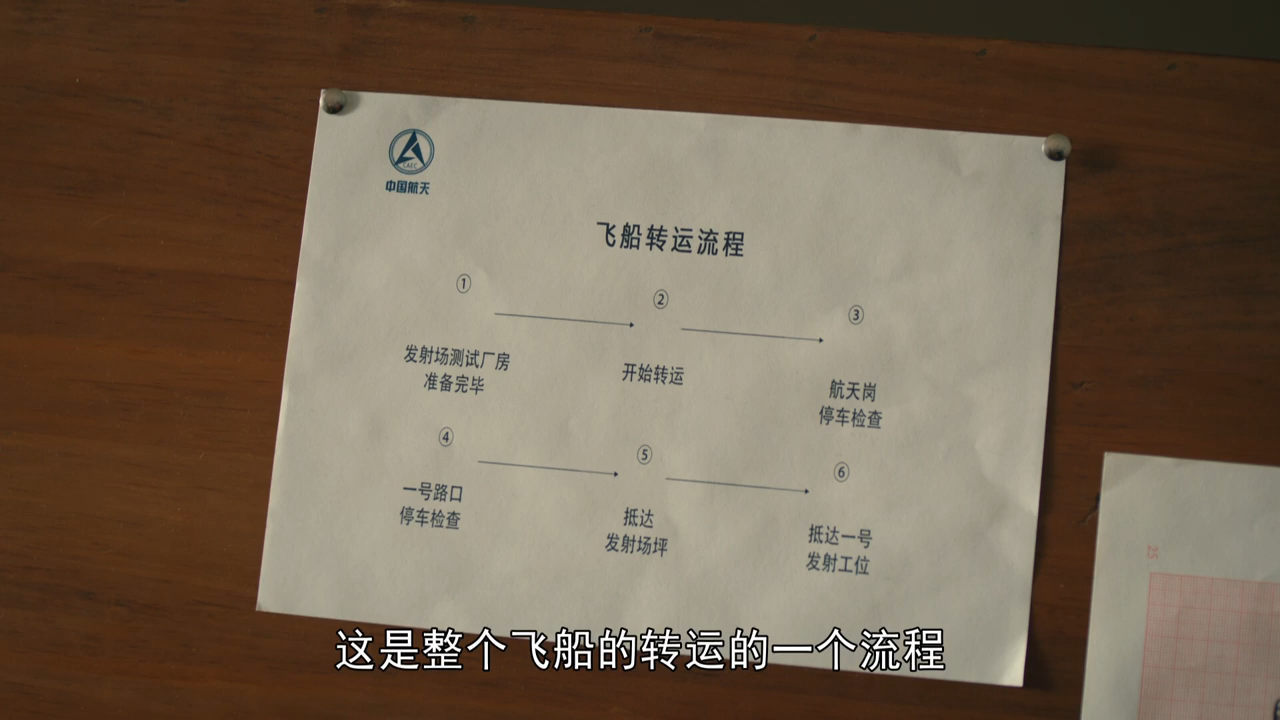 中国航天
飞船转运流程
①
②
③
发射场测试厂房
准备完毕
开始转运
航天岗
停车检查
④
⑤
⑥
一号路口
停车检查
抵达
发射场坪
抵达一号
发射工位
25
这是整个飞船的转运的一个流程